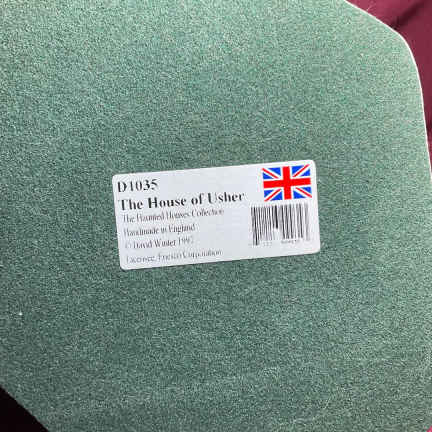 D1035
The House of Usher
The Haunted Houses Collection
Handmade in England
© David Winter 1997
Licensee, Enesco Corporation